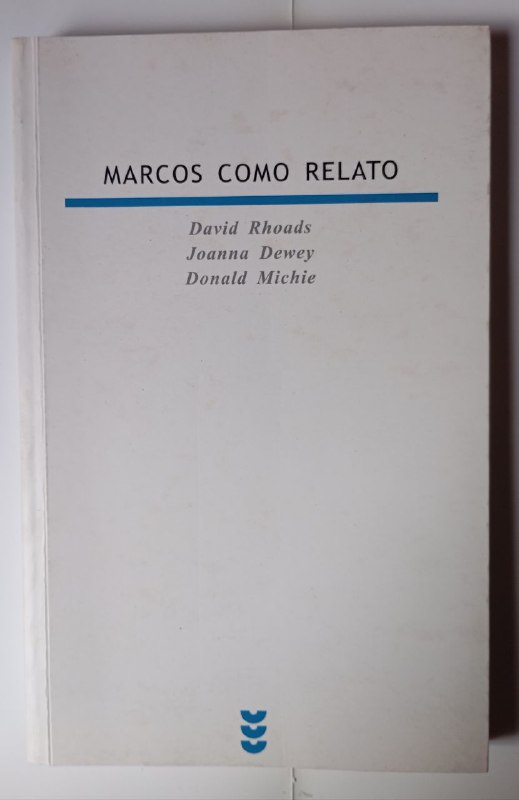 MARCOS COMO RELATO
David Rhoads
Joanna Dewey
Donald Michie